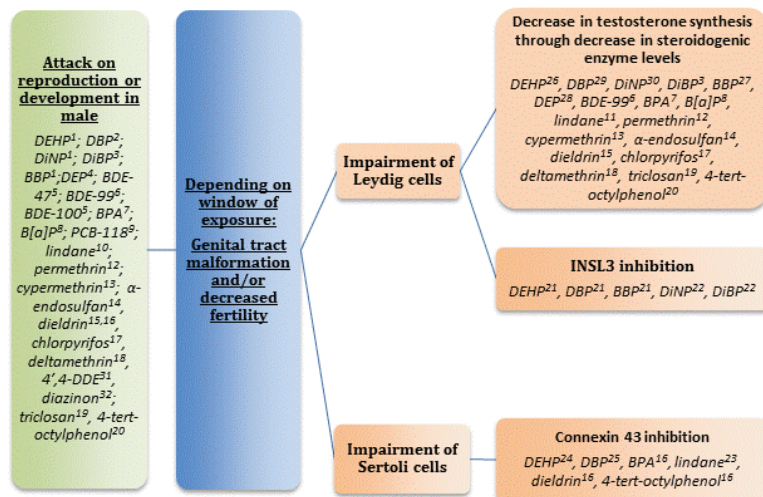 Attack on
reproduction or
development in
male
DEHP¹; DBP²;
DiNP¹; DiBP³;
BBP¹;DEP⁴; BDE-
47⁵; BDE-99⁶;
BDE-100⁵; BPA⁷;
B[a]P⁸; PCB-118⁹;
lindane¹⁰;
permethrin¹²;
cypermethrin¹³; α-
endosulfan¹⁴,
dieldrin¹⁵,¹⁶,
chlorpyrifos¹⁷,
deltamethrin¹⁸,
4’,4-DDE³¹,
diazinon³²;
triclosan¹⁹, 4-tert-
octylphenol²⁰
Depending on
window of
exposure:
Genital tract
malformation
and/or
decreased
fertility
Impairment of
Leydig cells
Decrease in testosterone synthesis
through decrease in steroidogenic
enzyme levels
DEHP²⁶, DBP²⁹, DiNP³⁰, DiBP³, BBP²⁷,
DEP²⁸, BDE-99⁶, BPA⁷, B[a]P⁸,
lindane¹¹, permethrin¹²,
cypermethrin¹³, α-endosulfan¹⁴,
dieldrin¹⁵, chlorpyrifos¹⁷,
deltamethrin¹⁸, triclosan¹⁹, 4-tert-
octylphenol²⁰
INSL3 inhibition
DEHP²¹, DBP²¹, BBP²¹, DiNP²², DiBP²²
Impairment of
Sertoli cells
Connexin 43 inhibition
DEHP²⁴, DBP²⁵, BPA¹⁶, lindane²³,
dieldrin¹⁶, 4-tert-octylphenol¹⁶